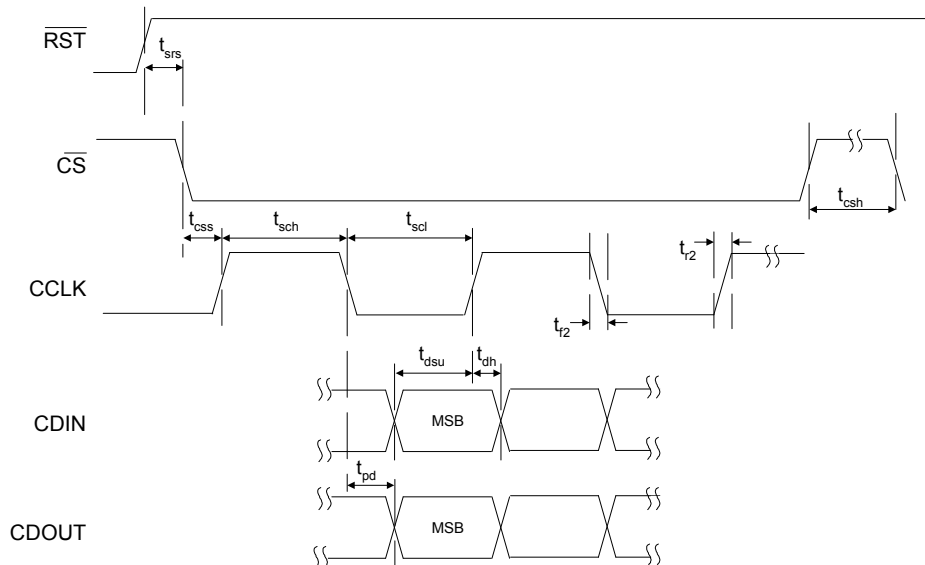 RST
t_srs
CS
t_csh
t_css
t_sch
t_scl
t_r2
CCLK
t_f2
t_dsu
t_dh
CDIN
MSB
t_pd
CDOUT
MSB